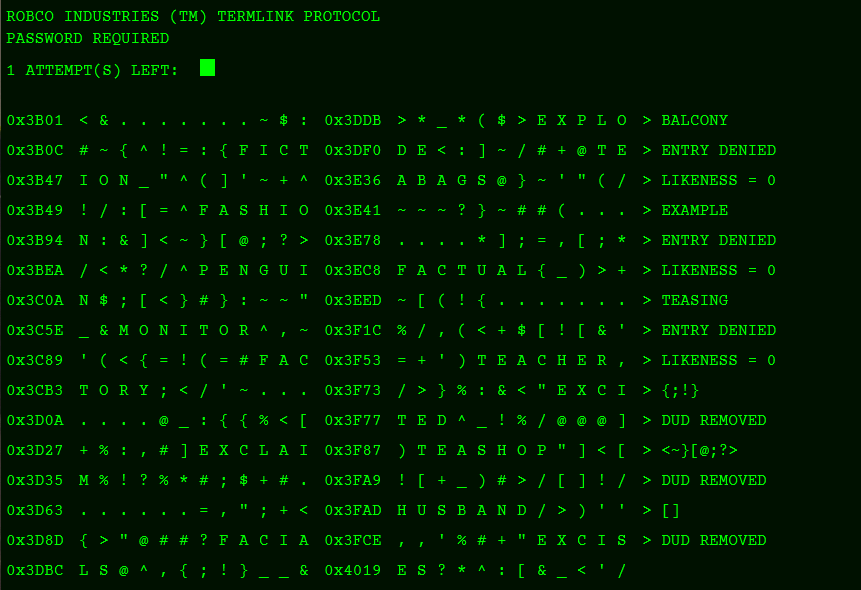 ROBCO INDUSTRIES (TM) TERMLINK PROTOCOL
PASSWORD REQUIRED
1 ATTEMPT(S) LEFT:
0x3B01 < & . . . . . . . ~ $ : 0x3DDB > * _ * ( $ > E X P L O > BALCONY
0x3B0C # ~ { ^ ! = : { F I C T 0x3DF0 D E < : ] ~ / # + @ T E > ENTRY DENIED
0x3B47 I O N _ " ^ ( ] ' ~ + ^ 0x3E36 A B A G S @ } ~ ' " ( / > LIKENESS = 0
0x3B49 ! / : [ = ^ F A S H I O 0x3E41 ~ ~ ~ ? } ~ # # ( . . . > EXAMPLE
0x3B94 N : & ] < ~ } [ @ ; ? > 0x3E78 . . . . * ] ; = , [ ; * > ENTRY DENIED
0x3BEA / < * ? / ^ P E N G U I 0x3EC8 F A C T U A L { _ ) > + > LIKENESS = 0
0x3C0A N $ ; [ < } # } : ~ ~ " 0x3EED ~ [ ( ! { . . . . . . . > TEASING
0x3C5E _ & M O N I T O R ^ , ~ 0x3F1C % / , ( < + $ [ ! [ & ' > ENTRY DENIED
0x3C89 ' ( < { = ! ( = # F A C 0x3F53 = + ' ) T E A C H E R , > LIKENESS = 0
0x3CB3 T O R Y ; < / ' ~ . . . 0x3F73 / > } % : & < " E X C I > {;!}
0x3D0A . . . . @ _ : { { % < [ 0x3F77 T E D ^ _ ! % / @ @ @ ] > DUD REMOVED
0x3D27 + % : , # ] E X C L A I 0x3F87 ) T E A S H O P " ] < [ > <~}[@;?>
0x3D35 M % ! ? % * # ; $ + # . 0x3FA9 ! [ + _ ) # > / [ ] ! / > DUD REMOVED
0x3D63 . . . . . . = , " ; + < 0x3FAD H U S B A N D / > ) ' ' > []
0x3D8D { > " @ # # ? F A C I A 0x3FCE , , ' % # + " E X C I S > DUD REMOVED
0x3DBC L S @ ^ , { ; ! } _ _ & 0x4019 E S ? * ^ : [ & _ < ' /